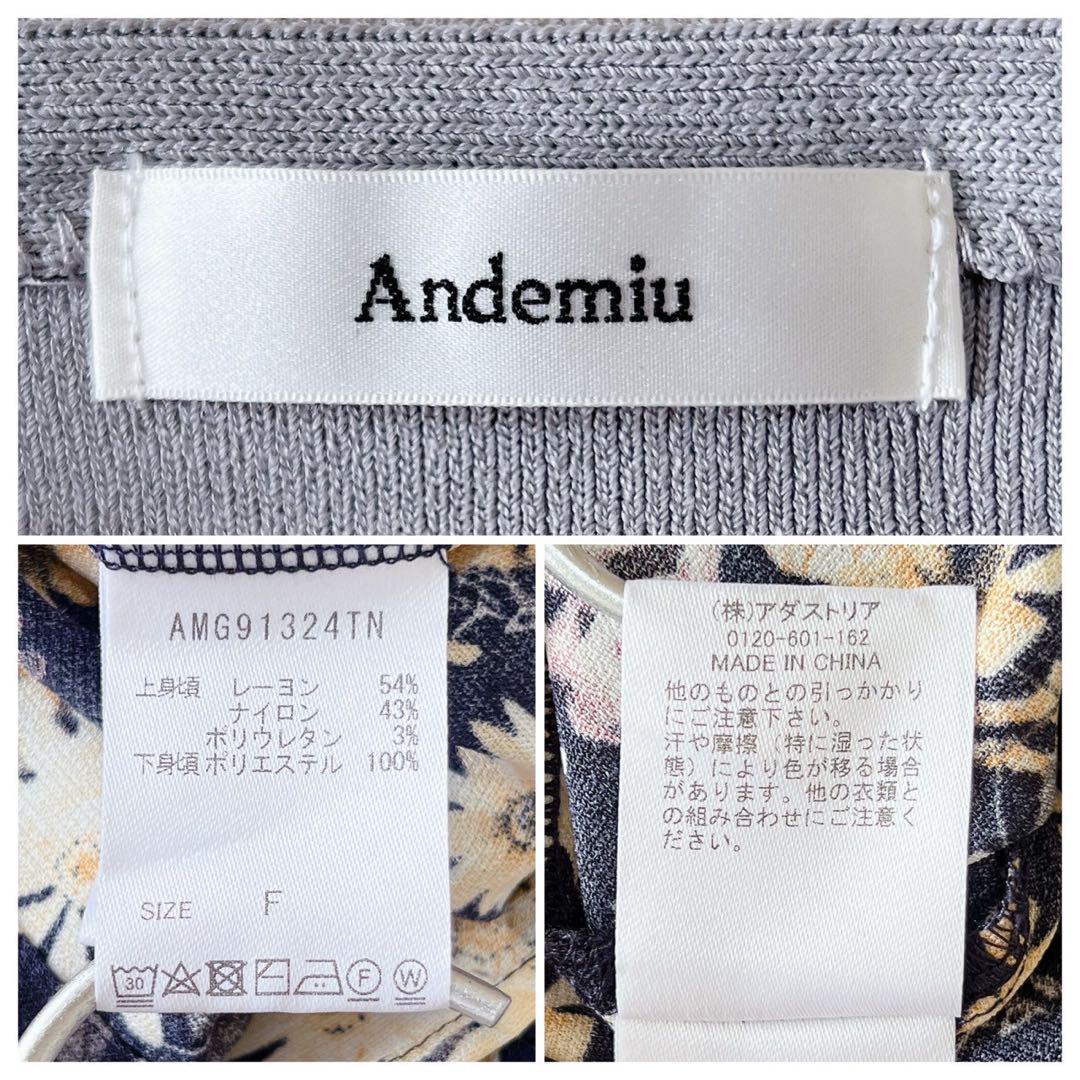 Andemiu
AMG91324TN
上身頃 レーヨン 54%
ナイロン 43%
ポリウレタン 3%
下身頃 ポリエステル 100%
SIZE F
30 F W
(株)アダストリア
0120-601-162
MADE IN CHINA
他のものとの引っかかり
にご注意下さい。
汗や摩擦（特に湿った状
態）により色が移る場合
があります。他の衣類と
の組み合わせにご注意く
ださい。